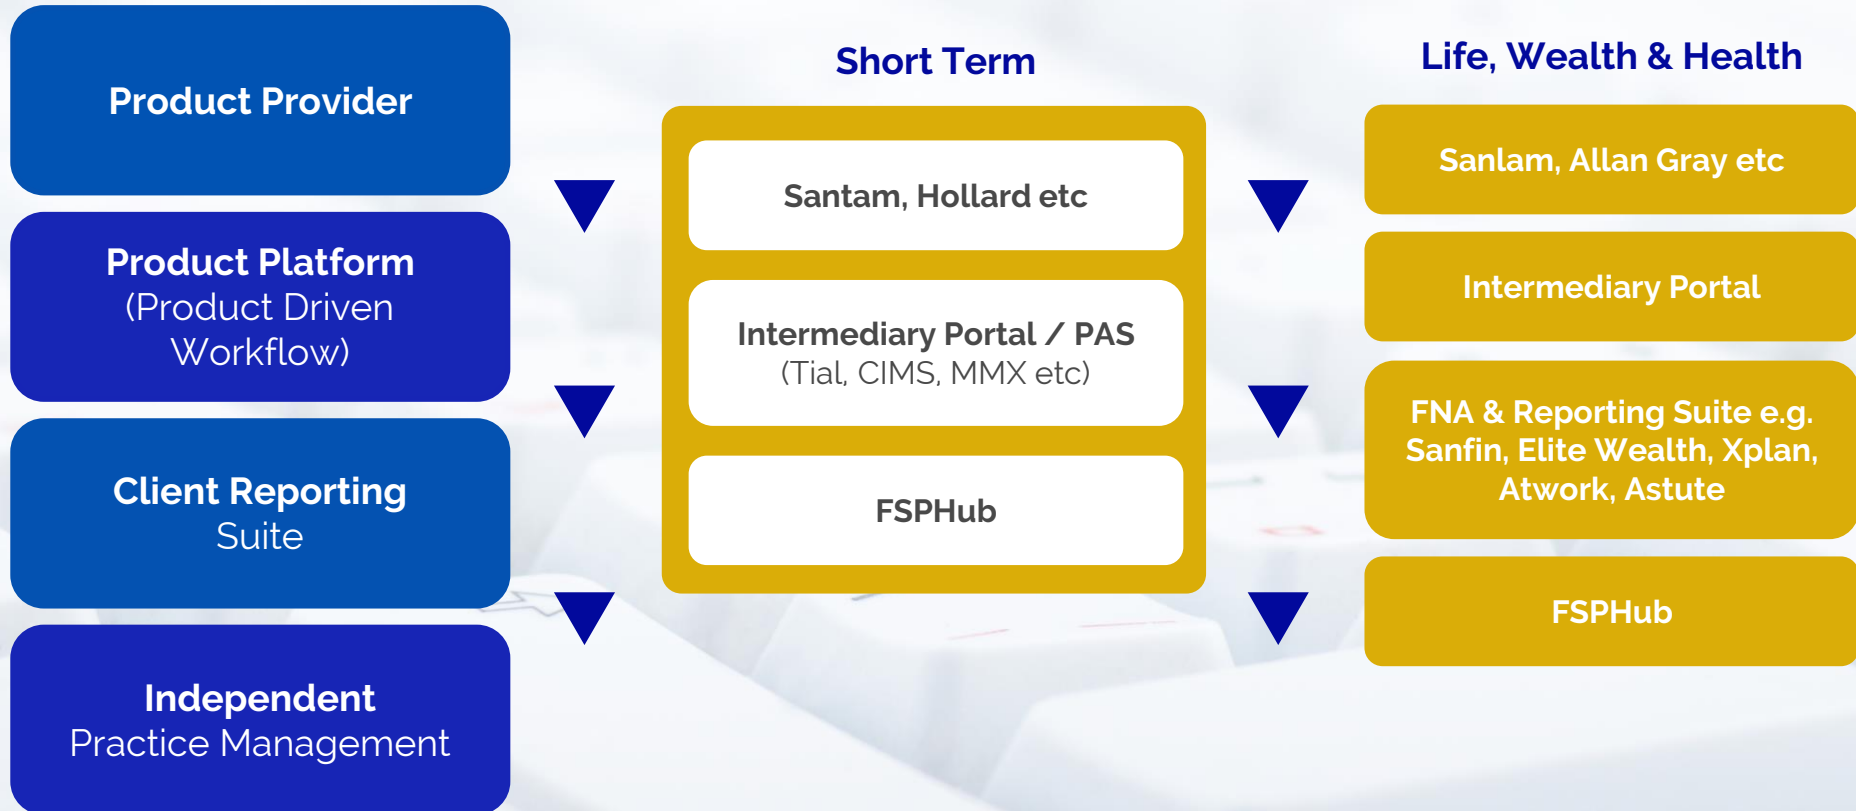 Product Provider
Product Platform
(Product Driven
Workflow)
Client Reporting
Suite
Independent
Practice Management
Short Term
Santam, Hollard etc
Intermediary Portal / PAS
(Tial, CIMS, MMX etc)
FSPHub
Life, Wealth & Health
Sanlam, Allan Gray etc
Intermediary Portal
FNA & Reporting Suite e.g.
Sanfin, Elite Wealth, Xplan,
Atwork, Astute
FSPHub